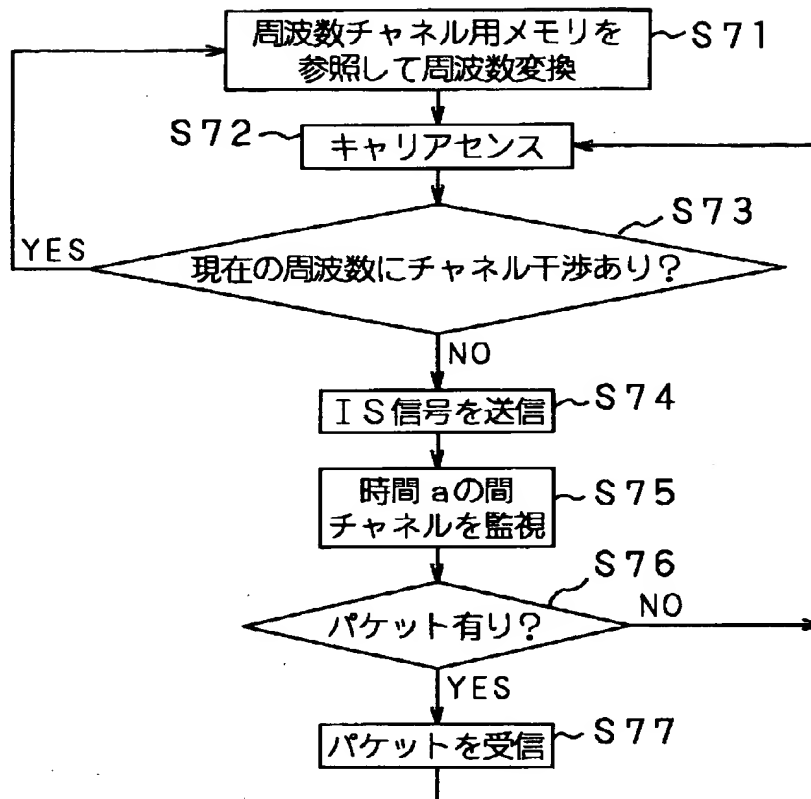 周波数チャネル用メモリを
参照して周波数変換
S71
S72
キャリアセンス
S73
YES
現在の周波数にチャネル干渉あり?
NO
IS信号を送信
S74
時間aの間
チャネルを監視
S75
S76
パケット有り?
NO
YES
パケットを受信
S77